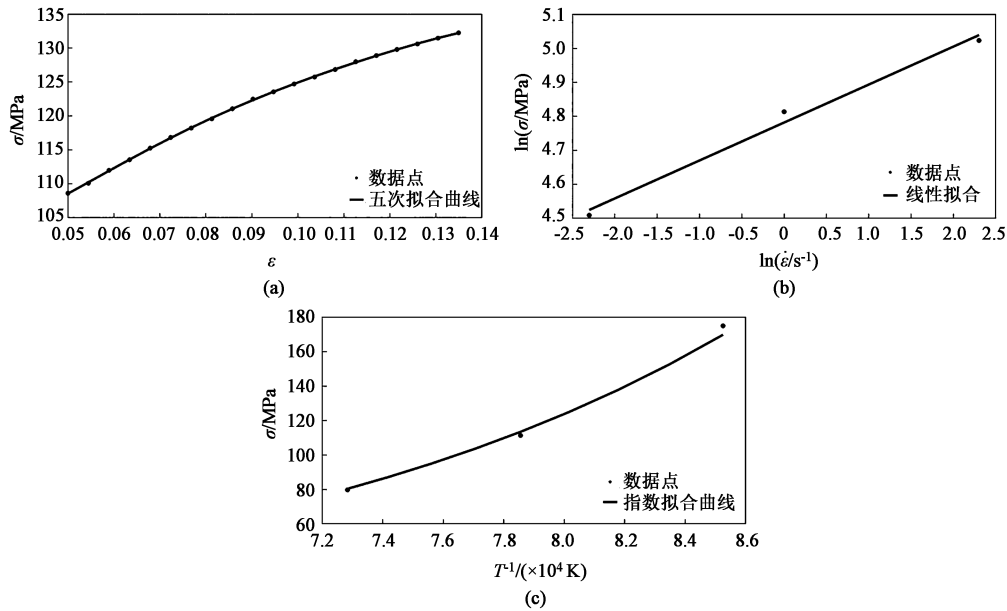 135
130
125
120
115
110
105
σ/MPa
数据点
五次拟合曲线
0.05 0.06 0.07 0.08 0.09 0.10 0.11 0.12 0.13 0.14
ε
(a)
5.1
5.0
4.9
4.8
4.7
4.6
4.5
ln(σ/MPa)
数据点
线性拟合
-2.5 -2.0 -1.5 -1.0 -0.5 0 0.5 1.0 1.5 2.0 2.5
ln(ε̇/s⁻¹)
(b)
180
160
140
120
100
80
60
σ/MPa
数据点
指数拟合曲线
7.2 7.4 7.6 7.8 8.0 8.2 8.4 8.6
T⁻¹/(×10⁴ K)
(c)